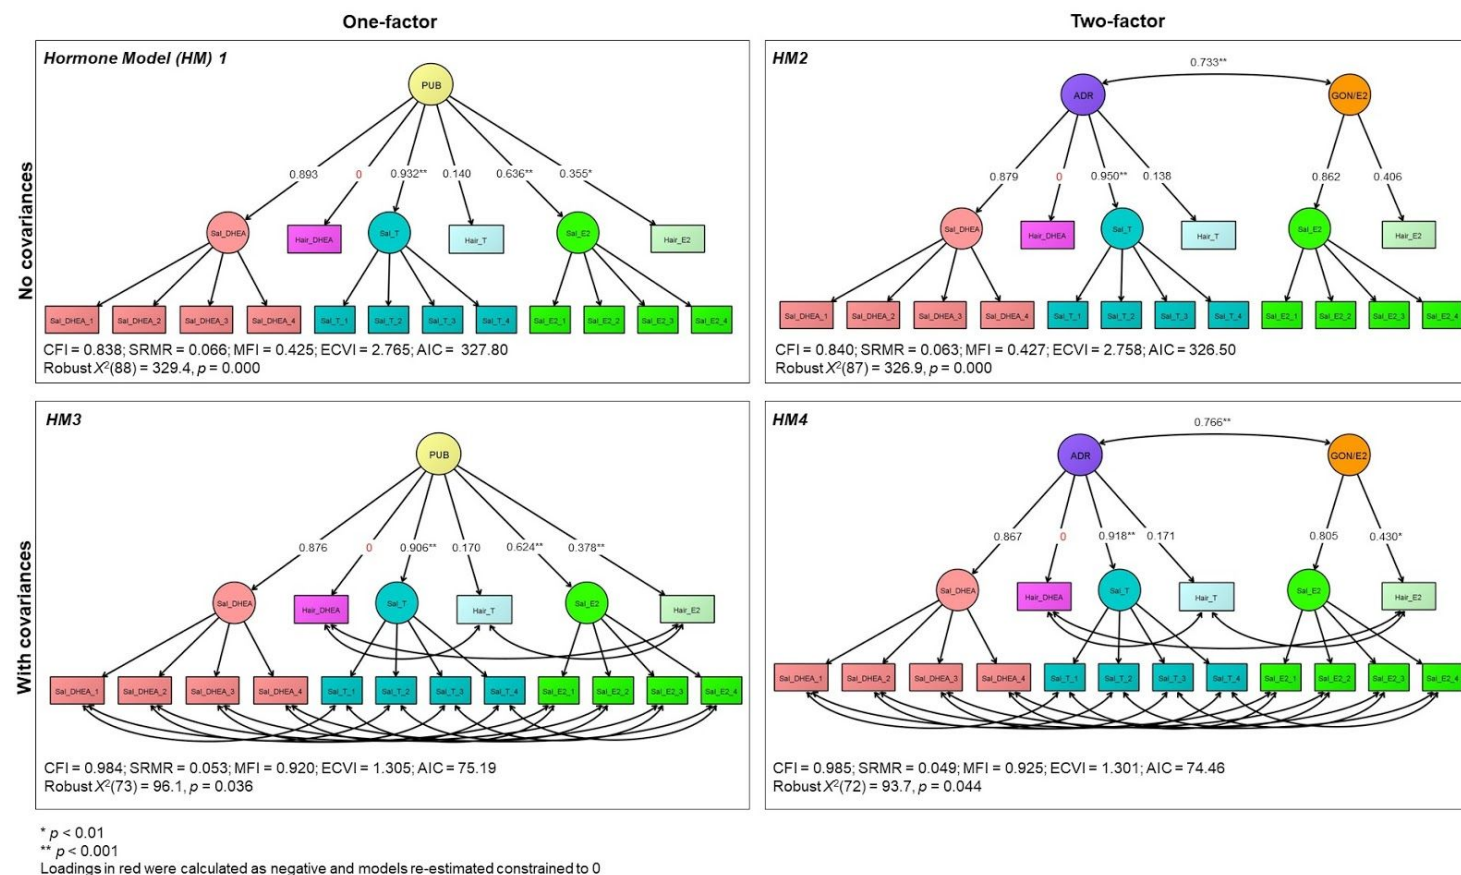 One-factor
Two-factor
No covariances
Hormone Model (HM) 1
PUB
0.893
0
0.932**
0.140
0.636**
0.355*
Sal_DHEA
Hair_DHEA
Sal_T
Hair_T
Sal_E2
Hair_E2
Sal_DHEA_1
Sal_DHEA_2
Sal_DHEA_3
Sal_DHEA_4
Sal_T_1
Sal_T_2
Sal_T_3
Sal_T_4
Sal_E2_1
Sal_E2_2
Sal_E2_3
Sal_E2_4
CFI = 0.838; SRMR = 0.066; MFI = 0.425; ECVI = 2.765; AIC = 327.80
Robust X²(88) = 329.4, p = 0.000
HM2
0.733**
ADR
GON/E2
0.879
0
0.950**
0.138
0.862
0.406
Sal_DHEA
Hair_DHEA
Sal_T
Hair_T
Sal_E2
Hair_E2
Sal_DHEA_1
Sal_DHEA_2
Sal_DHEA_3
Sal_DHEA_4
Sal_T_1
Sal_T_2
Sal_T_3
Sal_T_4
Sal_E2_1
Sal_E2_2
Sal_E2_3
Sal_E2_4
CFI = 0.840; SRMR = 0.063; MFI = 0.427; ECVI = 2.758; AIC = 326.50
Robust X²(87) = 326.9, p = 0.000
With covariances
HM3
PUB
0.876
0
0.906**
0.170
0.624**
0.378**
Sal_DHEA
Hair_DHEA
Sal_T
Hair_T
Sal_E2
Hair_E2
Sal_DHEA_1
Sal_DHEA_2
Sal_DHEA_3
Sal_DHEA_4
Sal_T_1
Sal_T_2
Sal_T_3
Sal_T_4
Sal_E2_1
Sal_E2_2
Sal_E2_3
Sal_E2_4
CFI = 0.984; SRMR = 0.053; MFI = 0.920; ECVI = 1.305; AIC = 75.19
Robust X²(73) = 96.1, p = 0.036
HM4
0.766**
ADR
GON/E2
0.867
0
0.918**
0.171
0.805
0.430*
Sal_DHEA
Hair_DHEA
Sal_T
Hair_T
Sal_E2
Hair_E2
Sal_DHEA_1
Sal_DHEA_2
Sal_DHEA_3
Sal_DHEA_4
Sal_T_1
Sal_T_2
Sal_T_3
Sal_T_4
Sal_E2_1
Sal_E2_2
Sal_E2_3
Sal_E2_4
CFI = 0.985; SRMR = 0.049; MFI = 0.925; ECVI = 1.301; AIC = 74.46
Robust X²(72) = 93.7, p = 0.044
* p < 0.01
** p < 0.001
Loadings in red were calculated as negative and models re-estimated constrained to 0